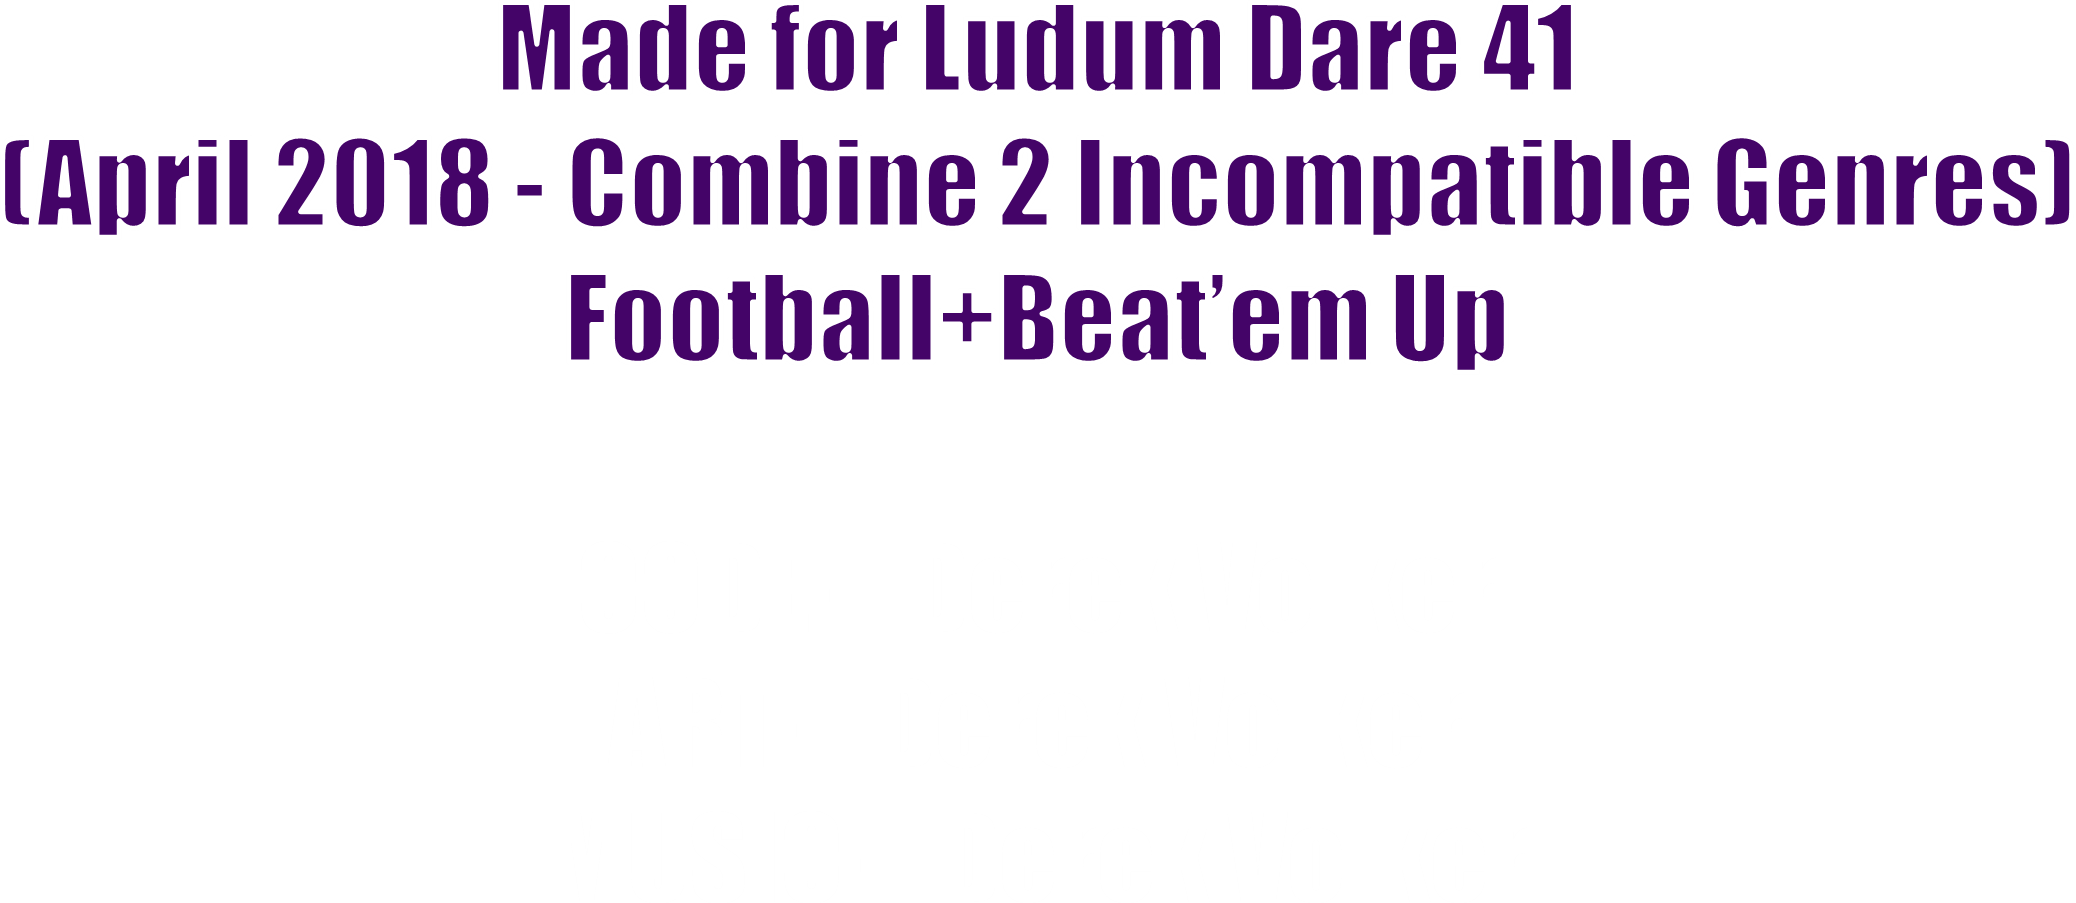 Made for Ludum Dare 41
(April 2018 - Combine 2 Incompatible Genres)
Football+Beat’em Up